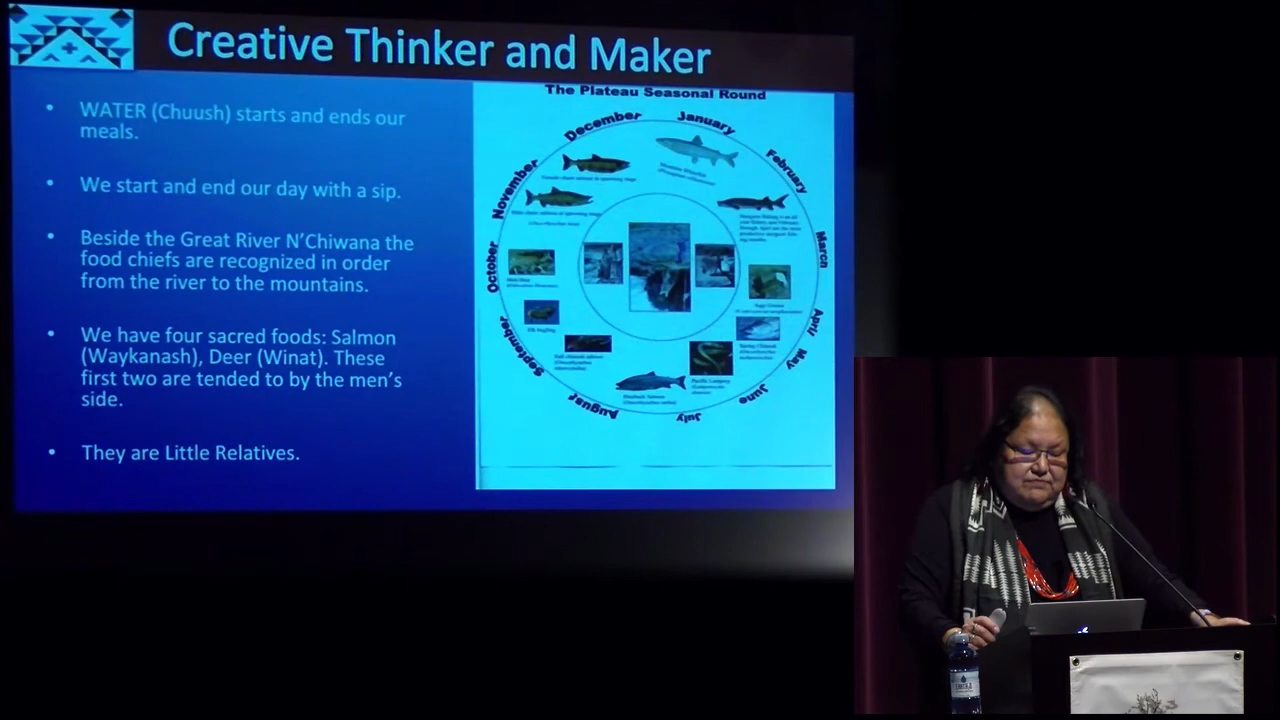 Creative Thinker and Maker
• WATER (Chuush) starts and ends our
meals.
• We start and end our day with a sip.
• Beside the Great River N’Chiwana the
food chiefs are recognized in order
from the river to the mountains.
• We have four sacred foods: Salmon
(Waykanash), Deer (Winat). These
first two are tended to by the men’s
side.
• They are Little Relatives.
The Plateau Seasonal Round
January
February
March
April
May
June
July
August
September
October
November
December
Pacific Lamprey